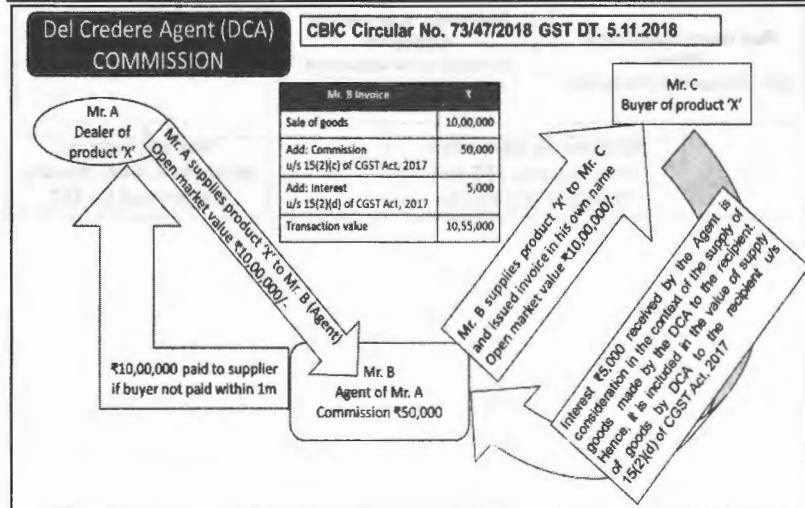 Del Credere Agent (DCA)
COMMISSION
CBIC Circular No. 73/47/2018 GST DT. 5.11.2018
Mr. A
Dealer of
product 'X'
Mr. A supplies product 'X' to Mr. B (Agent)
Open market value ₹10,00,000/-
Mr. B Invoice ₹
Sale of goods 10,00,000
Add: Commission 50,000
u/s 15(2)(c) of CGST Act, 2017
Add: Interest 5,000
u/s 15(2)(d) of CGST Act, 2017
Transaction value 10,55,000
Mr. C
Buyer of product 'X'
Mr. B supplies product 'X' to Mr. C
and issued invoice in his own name
Open market value ₹10,00,000/-
₹10,00,000 paid to supplier
if buyer not paid within 1m
Mr. B
Agent of Mr. A
Commission ₹50,000
Interest ₹5,000 received by the Agent is
consideration in the context of the supply of
goods made by the DCA to the recipient.
Hence, it is included in the value of supply
of goods by DCA to the recipient u/s
15(2)(d) of CGST Act, 2017